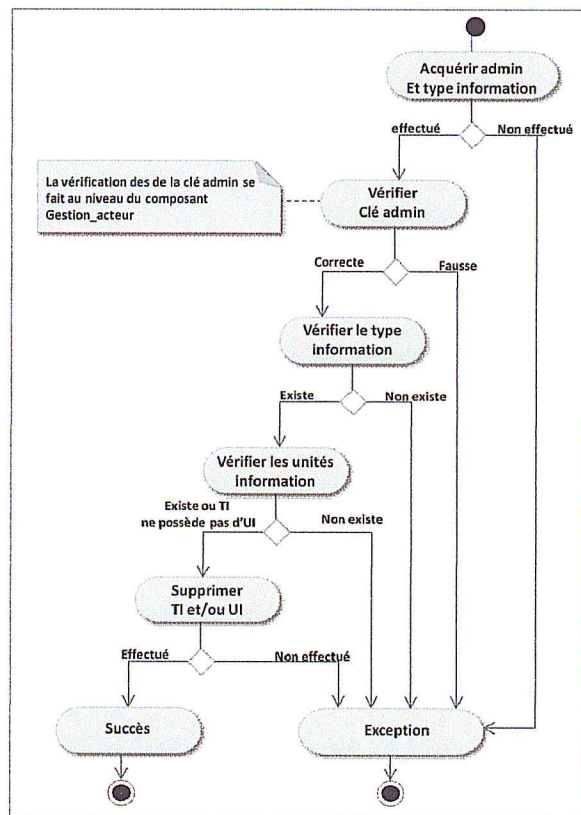 Acquérir admin
Et type information
effectué
Non effectué
La vérification des de la clé admin se
fait au niveau du composant
Gestion_acteur
Vérifier
Clé admin
Correcte
Fausse
Vérifier le type
information
Existe
Non existe
Vérifier les unités
information
Existe ou TI
ne possède pas d'UI
Non existe
Supprimer
TI et/ou UI
Effectué
Non effectué
Succès
Exception